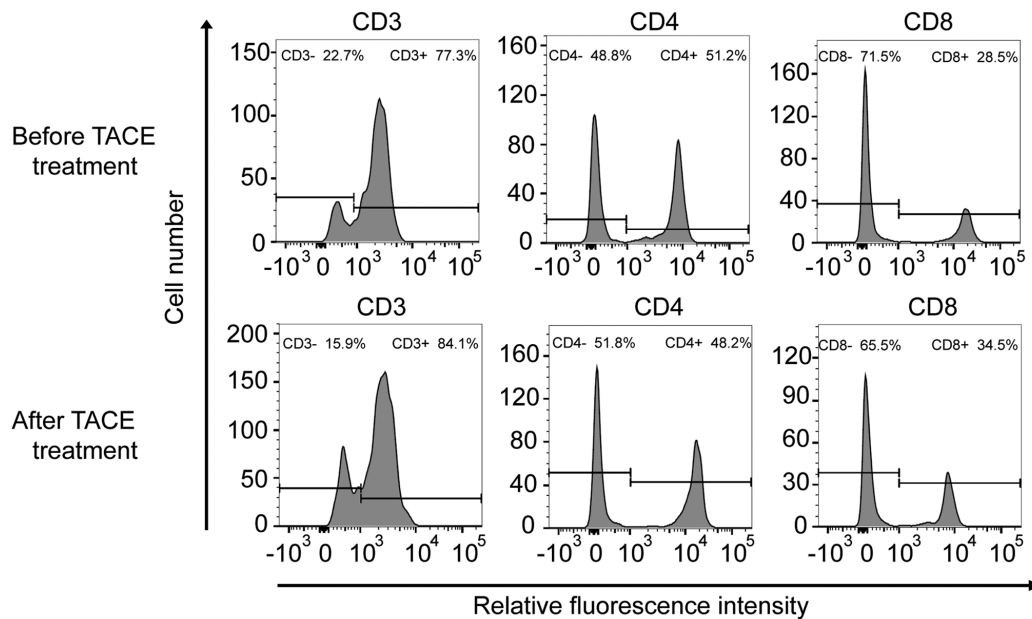 CD3
CD4
CD8
Before TACE
treatment
Cell number
150
100
50
0
CD3- 22.7% CD3+ 77.3%
-10³ 0 10³ 10⁴ 10⁵
160
120
80
40
0
CD4- 48.8% CD4+ 51.2%
-10³ 0 10³ 10⁴ 10⁵
160
120
80
40
0
CD8- 71.5% CD8+ 28.5%
-10³ 0 10³ 10⁴ 10⁵
CD3
CD4
CD8
After TACE
treatment
200
150
100
50
0
CD3- 15.9% CD3+ 84.1%
-10³ 0 10³ 10⁴ 10⁵
160
120
80
40
0
CD4- 51.8% CD4+ 48.2%
-10³ 0 10³ 10⁴ 10⁵
120
90
60
30
0
CD8- 65.5% CD8+ 34.5%
-10³ 0 10³ 10⁴ 10⁵
Relative fluorescence intensity